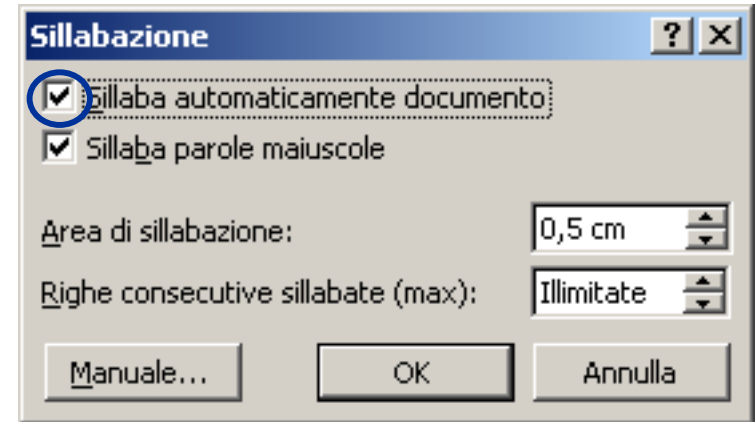 Sillabazione ? ×
Sillaba automaticamente documento
Sillaba parole maiuscole
Area di sillabazione: 0,5 cm
Righe consecutive sillabate (max): Illimitate
Manuale... OK Annulla